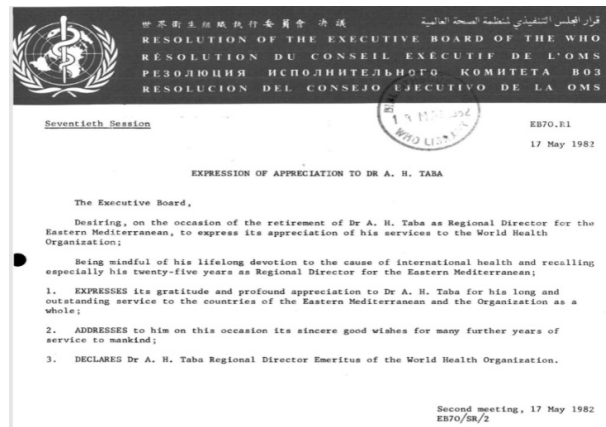 世界衛生組織執行委員會 决議
قرار المجلس التنفيذي لمنظمة الصحة العالمية
RESOLUTION OF THE EXECUTIVE BOARD OF THE WHO
RÉSOLUTION DU CONSEIL EXÉCUTIF DE L'OMS
РЕЗОЛЮЦИЯ ИСПОЛНИТЕЛЬНОГО КОМИТЕТА ВОЗ
RESOLUCION DEL CONSEJO EJECUTIVO DE LA OMS
Seventieth Session
EB70.R1
WHO
17 May 1982
EXPRESSION OF APPRECIATION TO DR A. H. TABA
The Executive Board,
Desiring, on the occasion of the retirement of Dr A. H. Taba as Regional Director for the
Eastern Mediterranean, to express its appreciation of his services to the World Health
Organization;
Being mindful of his lifelong devotion to the cause of international health and recalling
especially his twenty-five years as Regional Director for the Eastern Mediterranean;
1. EXPRESSES its gratitude and profound appreciation to Dr A. H. Taba for his long and
outstanding service to the countries of the Eastern Mediterranean and the Organization as a
whole;
2. ADDRESSES to him on this occasion its sincere good wishes for many further years of
service to mankind;
3. DECLARES Dr A. H. Taba Regional Director Emeritus of the World Health Organization.
Second meeting, 17 May 1982
EB70/SR/2